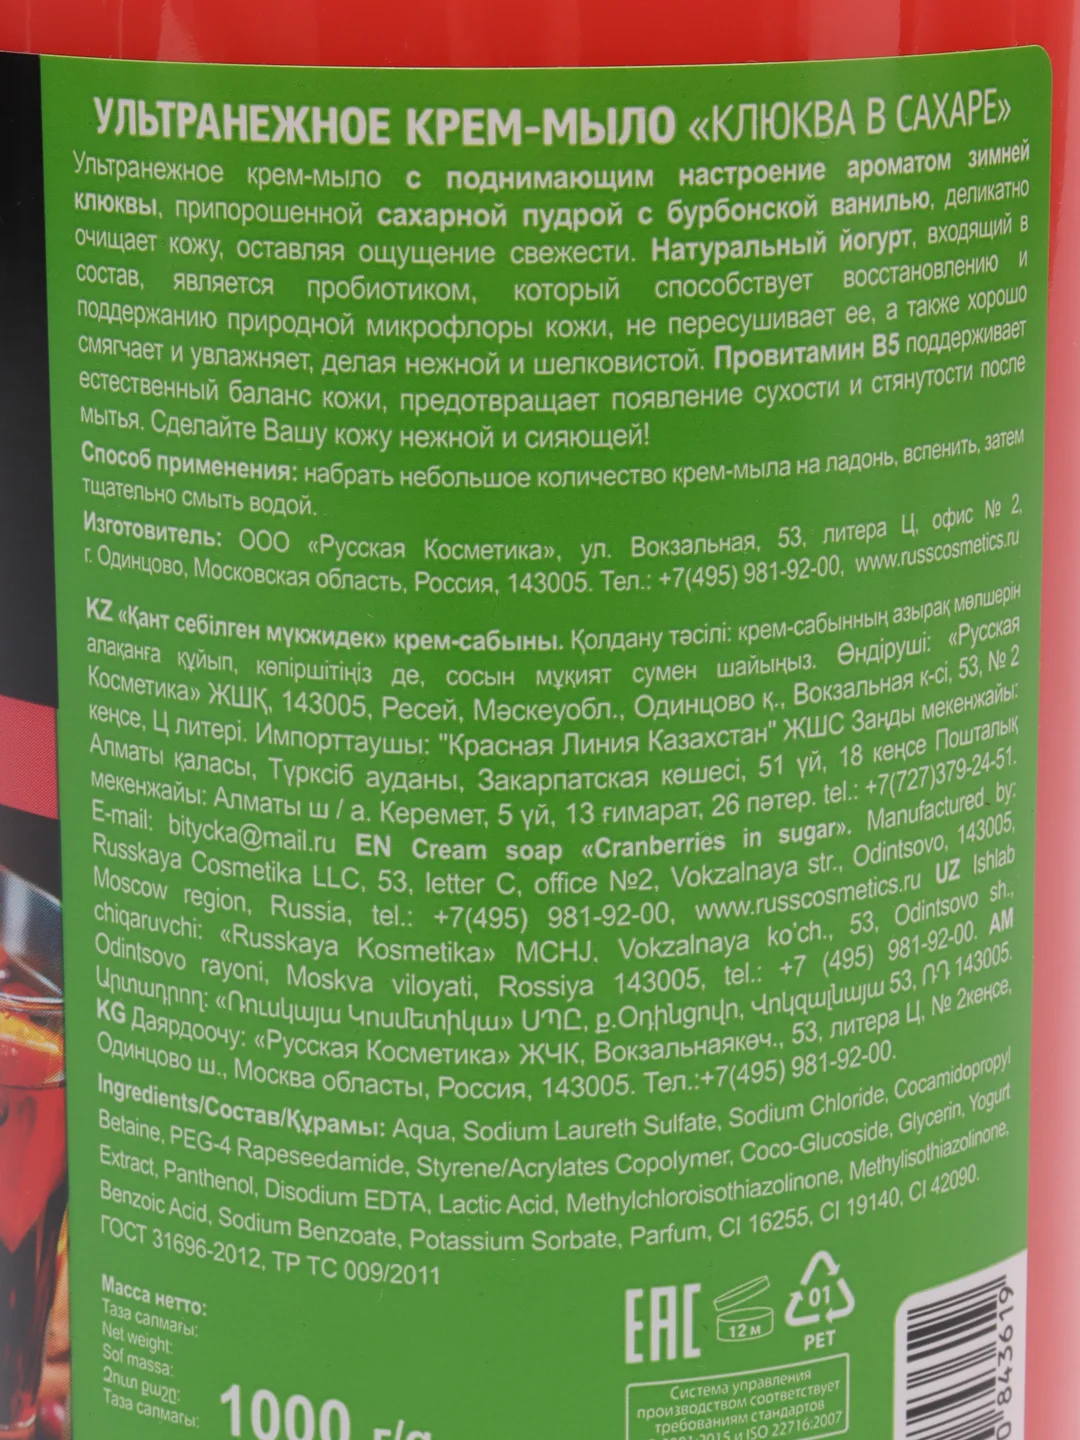 УЛЬТРАНЕЖНОЕ КРЕМ-МЫЛО «КЛЮКВА В САХАРЕ»
Ультранежное крем-мыло с поднимающим настроение ароматом зимней
клюквы, припорошенной сахарной пудрой с бурбонской ванилью, деликатно
очищает кожу, оставляя ощущение свежести. Натуральный йогурт, входящий в
состав, является пробиотиком, который способствует восстановлению и
поддержанию природной микрофлоры кожи, не пересушивает ее, а также хорошо
смягчает и увлажняет, делая нежной и шелковистой. Провитамин В5 поддерживает
естественный баланс кожи, предотвращает появление сухости и стянутости после
мытья. Сделайте Вашу кожу нежной и сияющей!
Способ применения: набрать небольшое количество крем-мыла на ладонь, вспенить, затем
тщательно смыть водой.
Изготовитель: ООО «Русская Косметика», ул. Вокзальная, 53, литера Ц, офис № 2,
г. Одинцово, Московская область, Россия, 143005. Тел.: +7(495) 981-92-00, www.russcosmetics.ru
KZ «Қант себілген мүкжидек» крем-сабыны. Қолдану тәсілі: крем-сабынның азырақ мөлшерін
алақанға құйып, көпіршітіңіз де, сосын мұқият сумен шайыңыз. Өндіруші: «Русская
Косметика» ЖШҚ, 143005, Ресей, Мәскеуобл., Одинцово қ., Вокзальная к-сі, 53, № 2
кеңсе, Ц литері. Импорттаушы: "Красная Линия Казахстан" ЖШС Заңды мекенжайы:
Алматы қаласы, Түрксіб ауданы, Закарпатская көшесі, 51 үй, 18 кеңсе Пошталық
мекенжайы: Алматы ш / а. Керемет, 5 үй, 13 ғимарат, 26 пәтер. tel.: +7(727)379-24-51.
E-mail: bitycka@mail.ru EN Cream soap «Cranberries in sugar». Manufactured by:
Russkaya Cosmetika LLC, 53, letter C, office №2, Vokzalnaya str., Odintsovo, 143005,
Moscow region, Russia, tel.: +7(495) 981-92-00, www.russcosmetics.ru UZ Ishlab
chiqaruvchi: «Russkaya Kosmetika» MCHJ. Vokzalnaya ko'ch., 53, Odintsovo sh.,
Odintsovo rayoni, Moskva viloyati, Rossiya 143005, tel.: +7 (495) 981-92-00. AM
Արտադրող: «Ռուսկայա Կոսմետիկա» ՍՊԸ, ք.Օդինցովո, Վոկզալնայա 53, ՌԴ 143005.
KG Даярдоочу: «Русская Косметика» ЖЧК, Вокзальнаякөч., 53, литера Ц, № 2кеңсе,
Одинцово ш., Москва областы, Россия, 143005. Тел.:+7(495) 981-92-00.
Ingredients/Состав/Құрамы: Aqua, Sodium Laureth Sulfate, Sodium Chloride, Cocamidopropyl
Betaine, PEG-4 Rapeseedamide, Styrene/Acrylates Copolymer, Coco-Glucoside, Glycerin, Yogurt
Extract, Panthenol, Disodium EDTA, Lactic Acid, Methylchloroisothiazolinone, Methylisothiazolinone,
Benzoic Acid, Sodium Benzoate, Potassium Sorbate, Parfum, CI 16255, CI 19140, CI 42090.
ГОСТ 31696-2012, ТР ТС 009/2011
Масса нетто:
Таза салмағы:
Net weight:
Sof massa:
Զուտ քաշը:
Таза салмагы:
1000 г/g
ЕАС
12 м
01
PET
Система управления
производством соответствует
требованиям стандартов
9001:2015 и ISO 22716:2007
0 843619